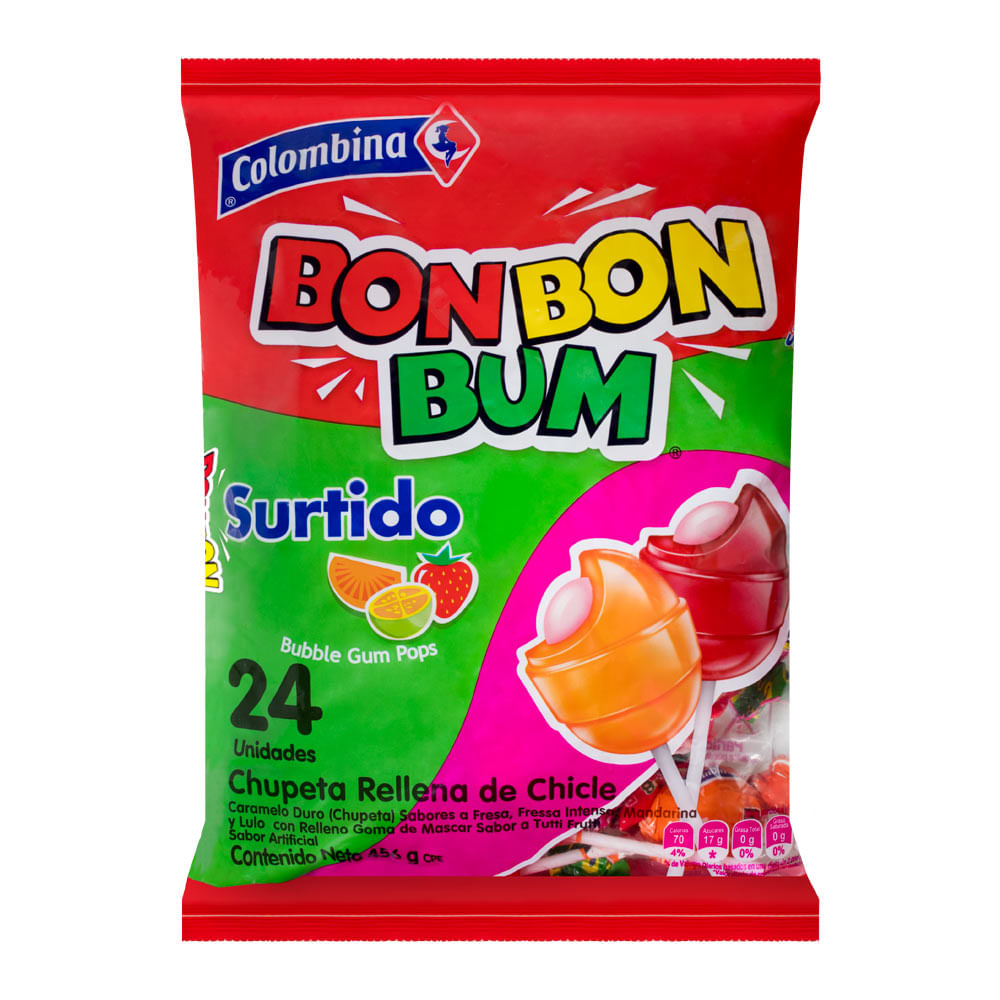 Colombina
®
BON BON
BUM
®
Surtido
Bubble Gum Pops
24
Unidades
Chupeta Rellena de Chicle
Caramelo Duro (Chupeta) Sabores a Fresa, Fressa Intensa, Mandarina
y Lulo con Relleno Goma de Mascar Sabor a Tutti Frutti
Sabor Artificial
Contenido Neto 456 g CPE
Calorías 70 4%
Azúcares 17 g *
Grasa Total 0 g 0%
Grasa Saturada 0 g 0%